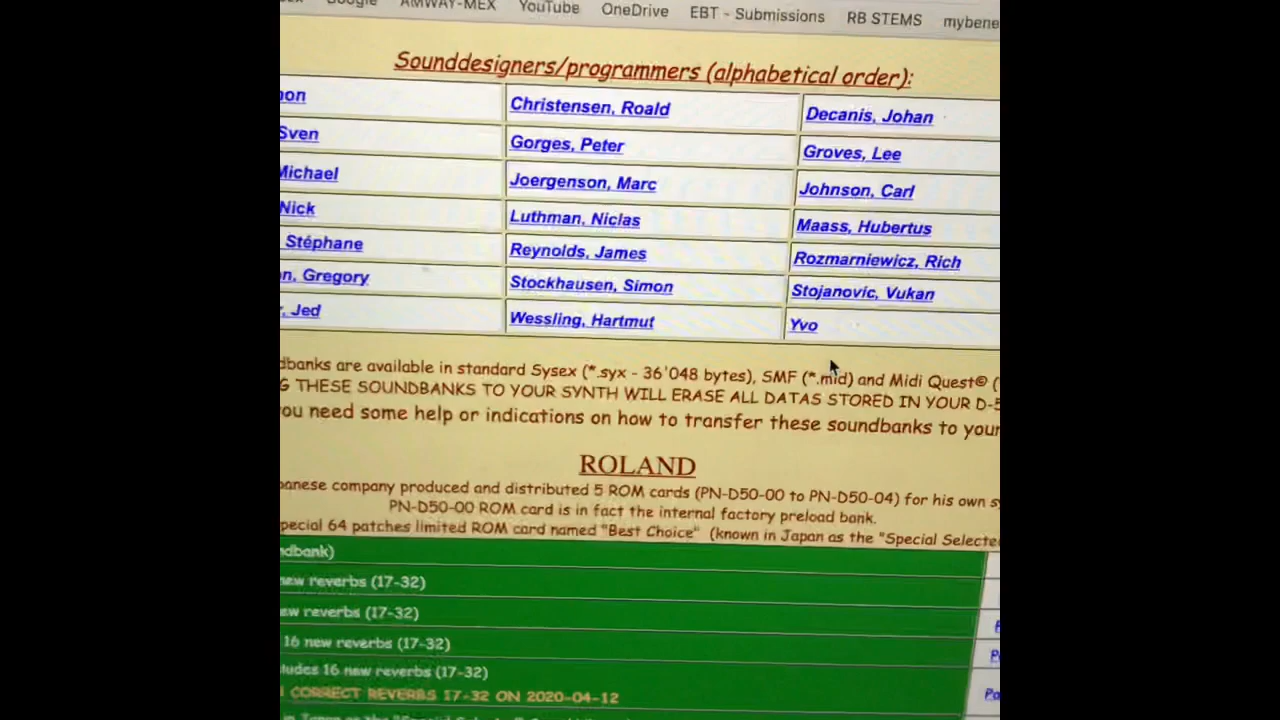 Google AMWAY-MEX YouTube OneDrive EBT - Submissions RB STEMS mybene
Sounddesigners/programmers (alphabetical order):
non Christensen, Roald Decanis, Johan
Sven Gorges, Peter Groves, Lee
Michael Joergenson, Marc Johnson, Carl
Nick Luthman, Niclas Maass, Hubertus
Stéphane Reynolds, James Rozmarniewicz, Rich
n, Gregory Stockhausen, Simon Stojanovic, Vukan
, Jed Wessling, Hartmut Yvo
dbanks are available in standard Sysex (*.syx - 36'048 bytes), SMF (*.mid) and Midi Quest® (
G THESE SOUNDBANKS TO YOUR SYNTH WILL ERASE ALL DATAS STORED IN YOUR D-5
you need some help or indications on how to transfer these soundbanks to your
ROLAND
panese company produced and distributed 5 ROM cards (PN-D50-00 to PN-D50-04) for his own sy
PN-D50-00 ROM card is in fact the internal factory preload bank.
pecial 64 patches limited ROM card named "Best Choice" (known in Japan as the "Special Selecte
ndbank)
new reverbs (17-32)
ew reverbs (17-32)
16 new reverbs (17-32)
ludes 16 new reverbs (17-32)
CORRECT REVERBS 17-32 ON 2020-04-12